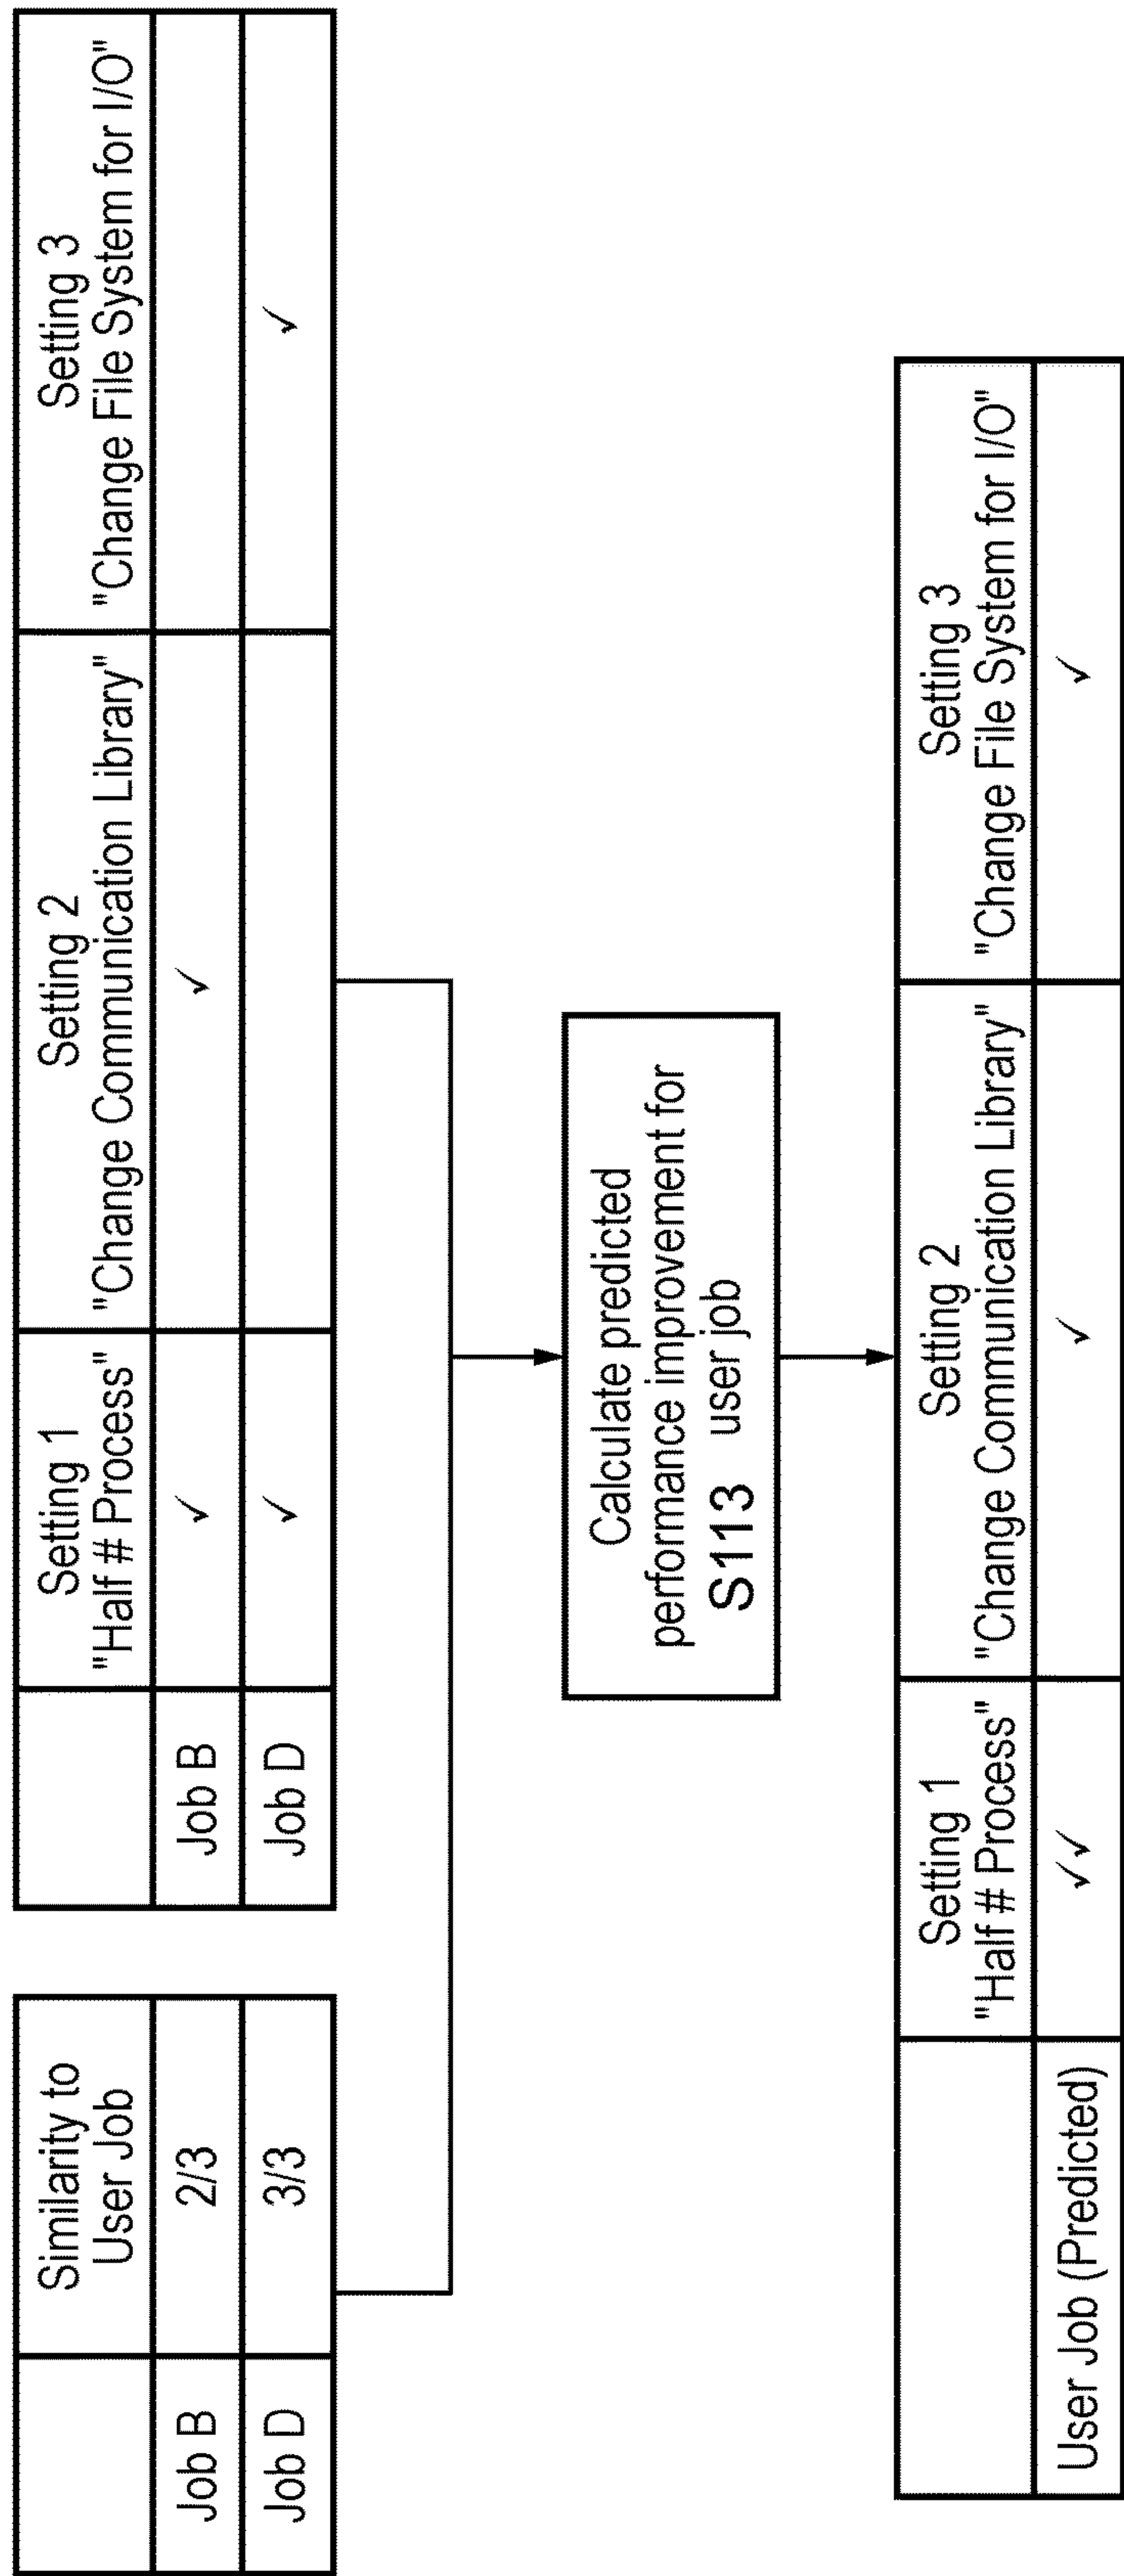 Similarity to
User Job
Job B 2/3
Job D 3/3
Setting 1
"Half # Process"
Setting 2
"Change Communication Library"
Setting 3
"Change File System for I/O"
Job B ✓ ✓
Job D ✓ ✓
Calculate predicted
performance improvement for
S113 user job
Setting 1
"Half # Process"
Setting 2
"Change Communication Library"
Setting 3
"Change File System for I/O"
User Job (Predicted) ✓✓ ✓ ✓